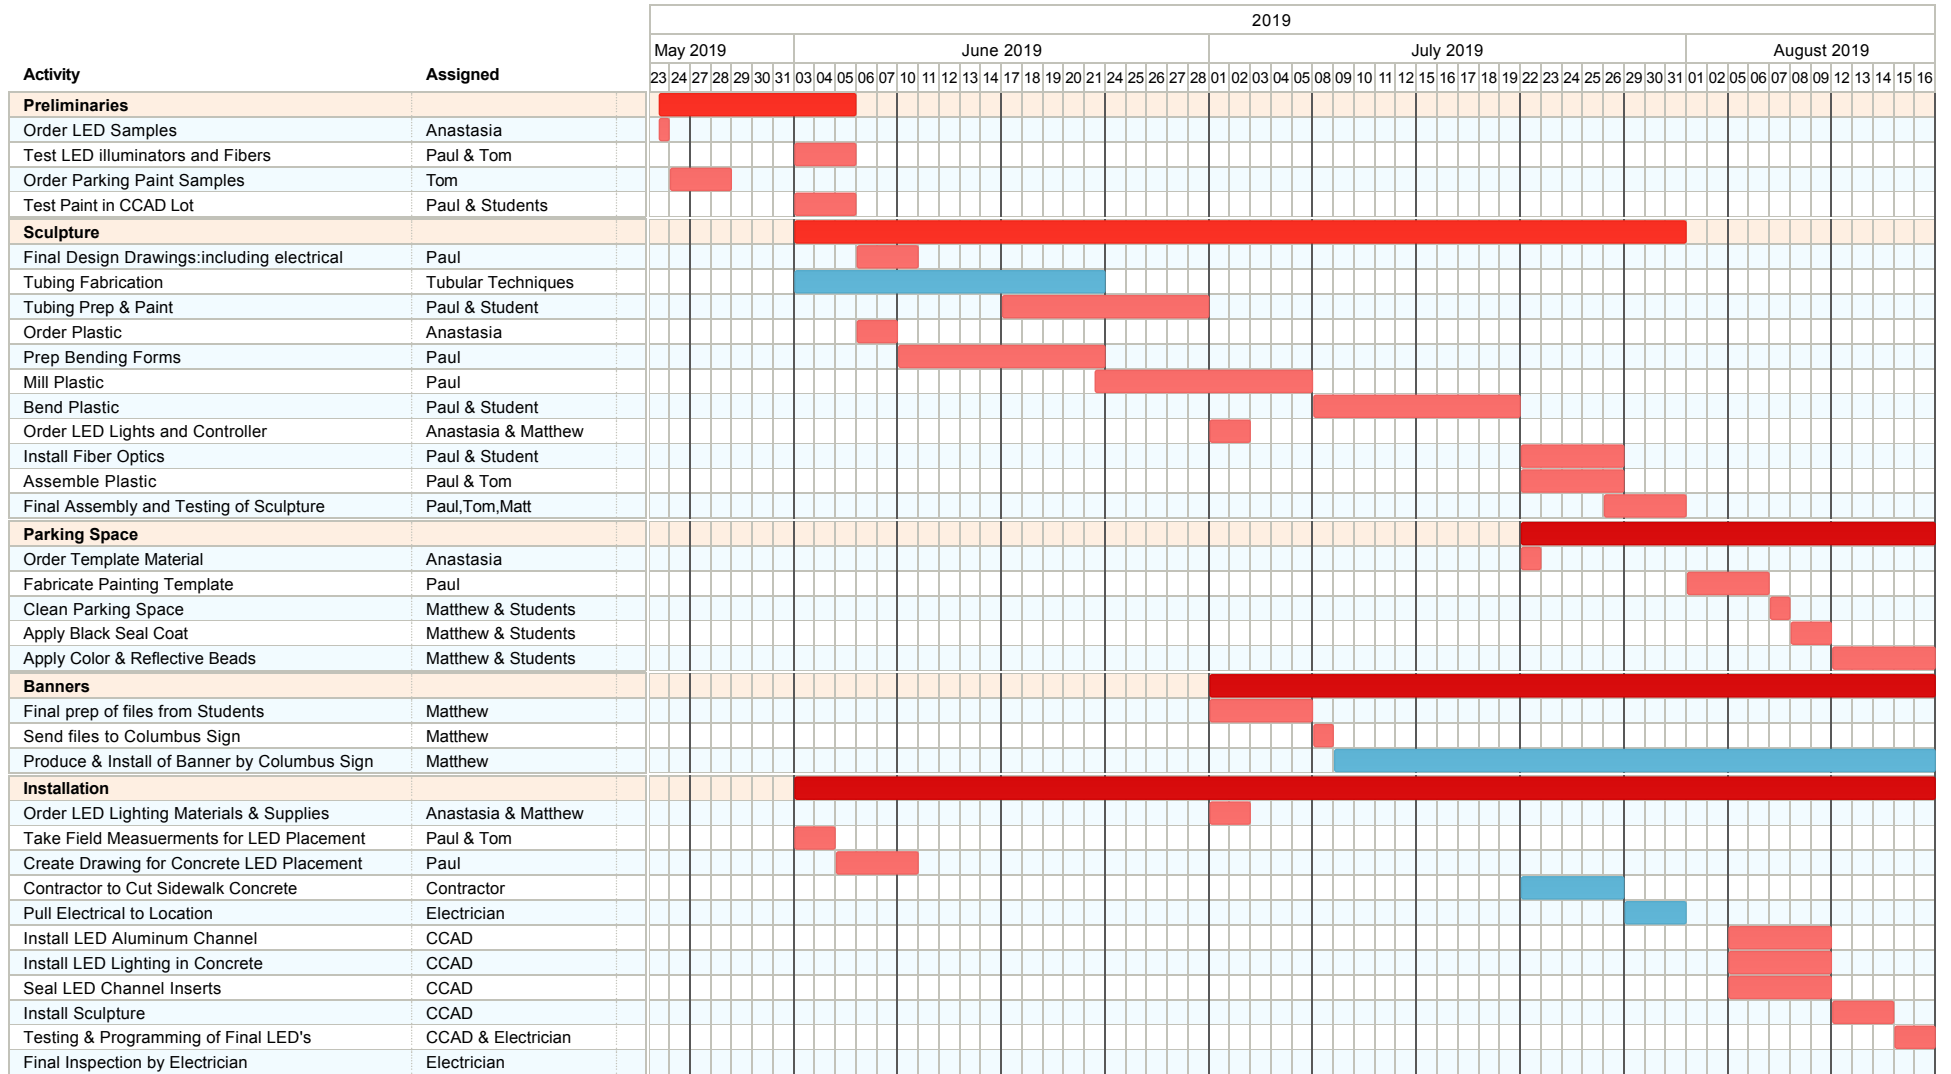 2019
May 2019 June 2019 July 2019 August 2019
Activity Assigned 23 24 27 28 29 30 31 03 04 05 06 07 10 11 12 13 14 17 18 19 20 21 24 25 26 27 28 01 02 03 04 05 08 09 10 11 12 15 16 17 18 19 22 23 24 25 26 29 30 31 01 02 05 06 07 08 09 12 13 14 15 16
Preliminaries
Order LED Samples Anastasia
Test LED illuminators and Fibers Paul & Tom
Order Parking Paint Samples Tom
Test Paint in CCAD Lot Paul & Students
Sculpture
Final Design Drawings:including electrical Paul
Tubing Fabrication Tubular Techniques
Tubing Prep & Paint Paul & Student
Order Plastic Anastasia
Prep Bending Forms Paul
Mill Plastic Paul
Bend Plastic Paul & Student
Order LED Lights and Controller Anastasia & Matthew
Install Fiber Optics Paul & Student
Assemble Plastic Paul & Tom
Final Assembly and Testing of Sculpture Paul,Tom,Matt
Parking Space
Order Template Material Anastasia
Fabricate Painting Template Paul
Clean Parking Space Matthew & Students
Apply Black Seal Coat Matthew & Students
Apply Color & Reflective Beads Matthew & Students
Banners
Final prep of files from Students Matthew
Send files to Columbus Sign Matthew
Produce & Install of Banner by Columbus Sign Matthew
Installation
Order LED Lighting Materials & Supplies Anastasia & Matthew
Take Field Measuerments for LED Placement Paul & Tom
Create Drawing for Concrete LED Placement Paul
Contractor to Cut Sidewalk Concrete Contractor
Pull Electrical to Location Electrician
Install LED Aluminum Channel CCAD
Install LED Lighting in Concrete CCAD
Seal LED Channel Inserts CCAD
Install Sculpture CCAD
Testing & Programming of Final LED's CCAD & Electrician
Final Inspection by Electrician Electrician